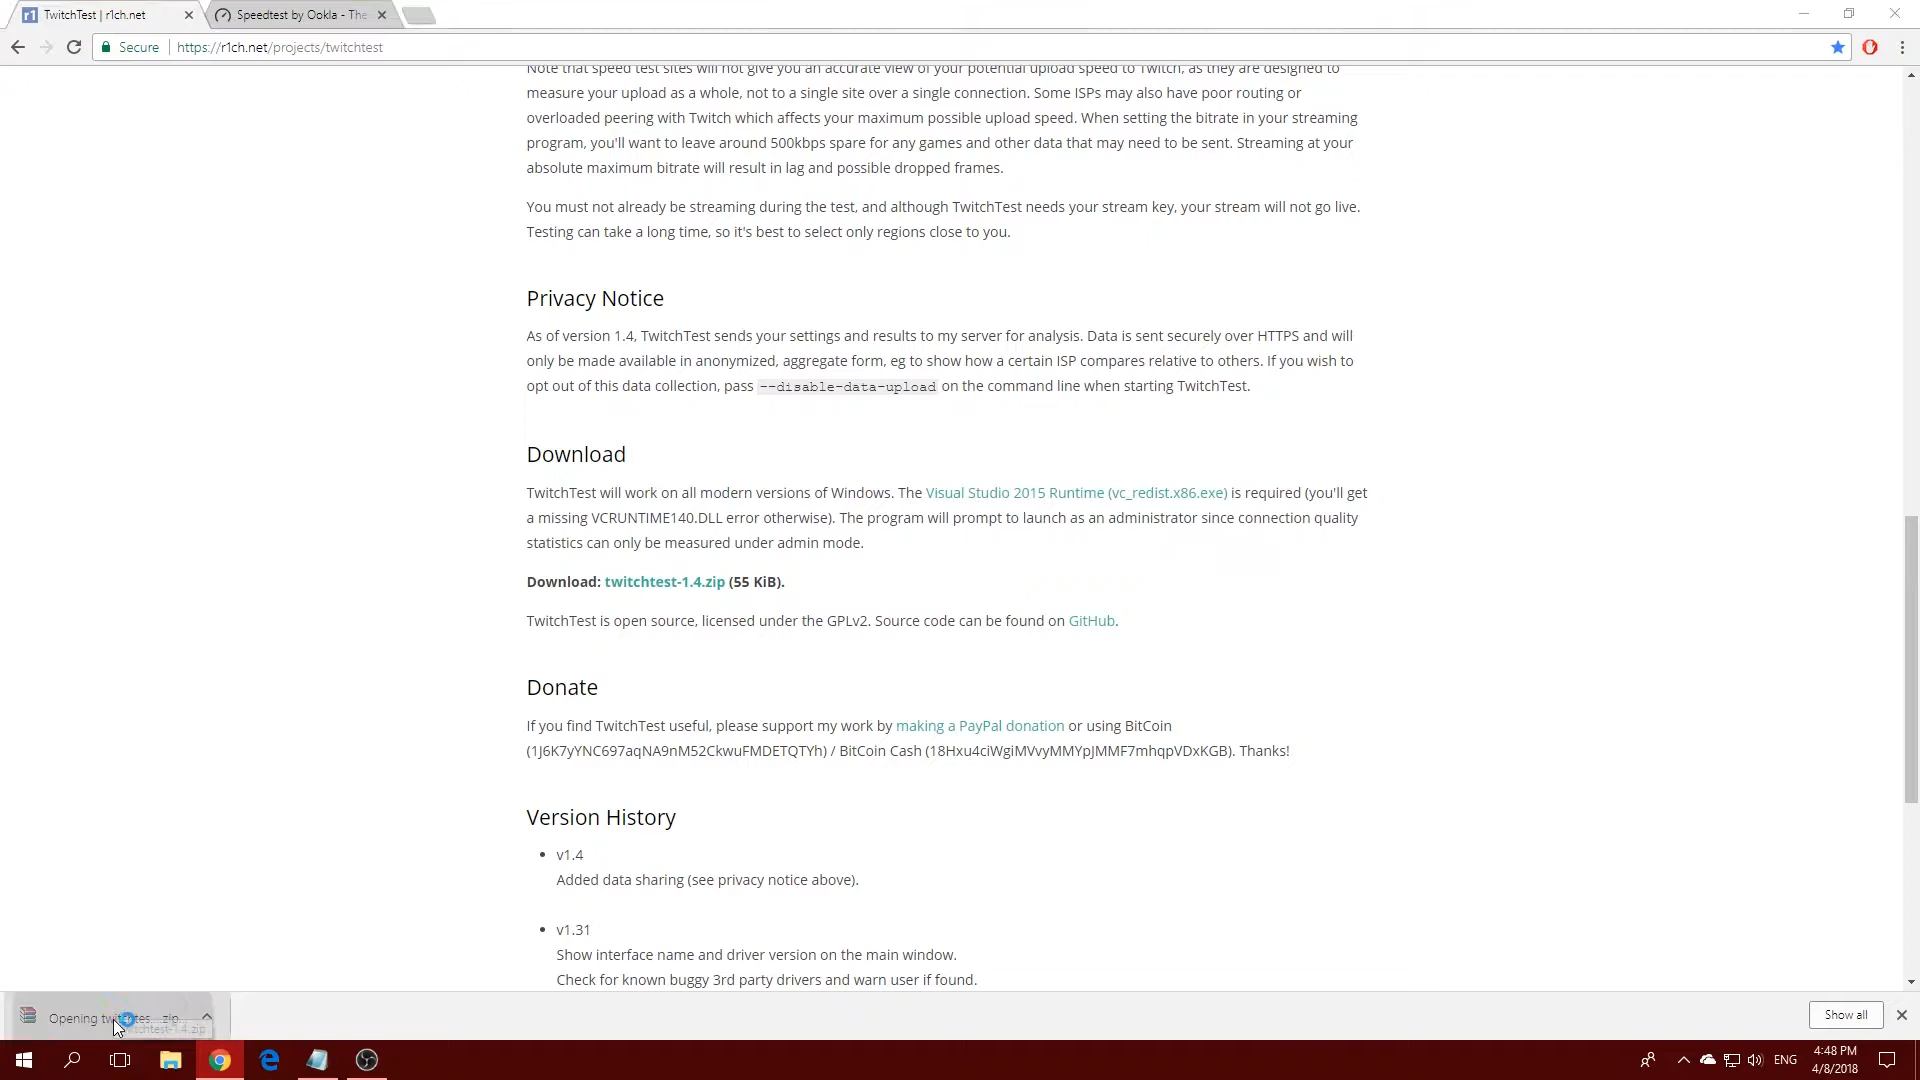 TwitchTest | r1ch.net
Speedtest by Ookla - The
Secure
https://r1ch.net/projects/twitchtest
Note that speed test sites will not give you an accurate view of your potential upload speed to Twitch, as they are designed to
measure your upload as a whole, not to a single site over a single connection. Some ISPs may also have poor routing or
overloaded peering with Twitch which affects your maximum possible upload speed. When setting the bitrate in your streaming
program, you'll want to leave around 500kbps spare for any games and other data that may need to be sent. Streaming at your
absolute maximum bitrate will result in lag and possible dropped frames.
You must not already be streaming during the test, and although TwitchTest needs your stream key, your stream will not go live.
Testing can take a long time, so it's best to select only regions close to you.
Privacy Notice
As of version 1.4, TwitchTest sends your settings and results to my server for analysis. Data is sent securely over HTTPS and will
only be made available in anonymized, aggregate form, eg to show how a certain ISP compares relative to others. If you wish to
opt out of this data collection, pass --disable-data-upload on the command line when starting TwitchTest.
Download
TwitchTest will work on all modern versions of Windows. The Visual Studio 2015 Runtime (vc_redist.x86.exe) is required (you'll get
a missing VCRUNTIME140.DLL error otherwise). The program will prompt to launch as an administrator since connection quality
statistics can only be measured under admin mode.
Download: twitchtest-1.4.zip (55 KiB).
TwitchTest is open source, licensed under the GPLv2. Source code can be found on GitHub.
Donate
If you find TwitchTest useful, please support my work by making a PayPal donation or using BitCoin
(1J6K7yYNC697aqNA9nM52CkwuFMDETQTYh) / BitCoin Cash (18Hxu4ciWgiMVvyMMYpJMMF7mhqpVDxKGB). Thanks!
Version History
• v1.4
Added data sharing (see privacy notice above).
• v1.31
Show interface name and driver version on the main window.
Check for known buggy 3rd party drivers and warn user if found.
Opening
Show all
ENG
4:48 PM
4/8/2018